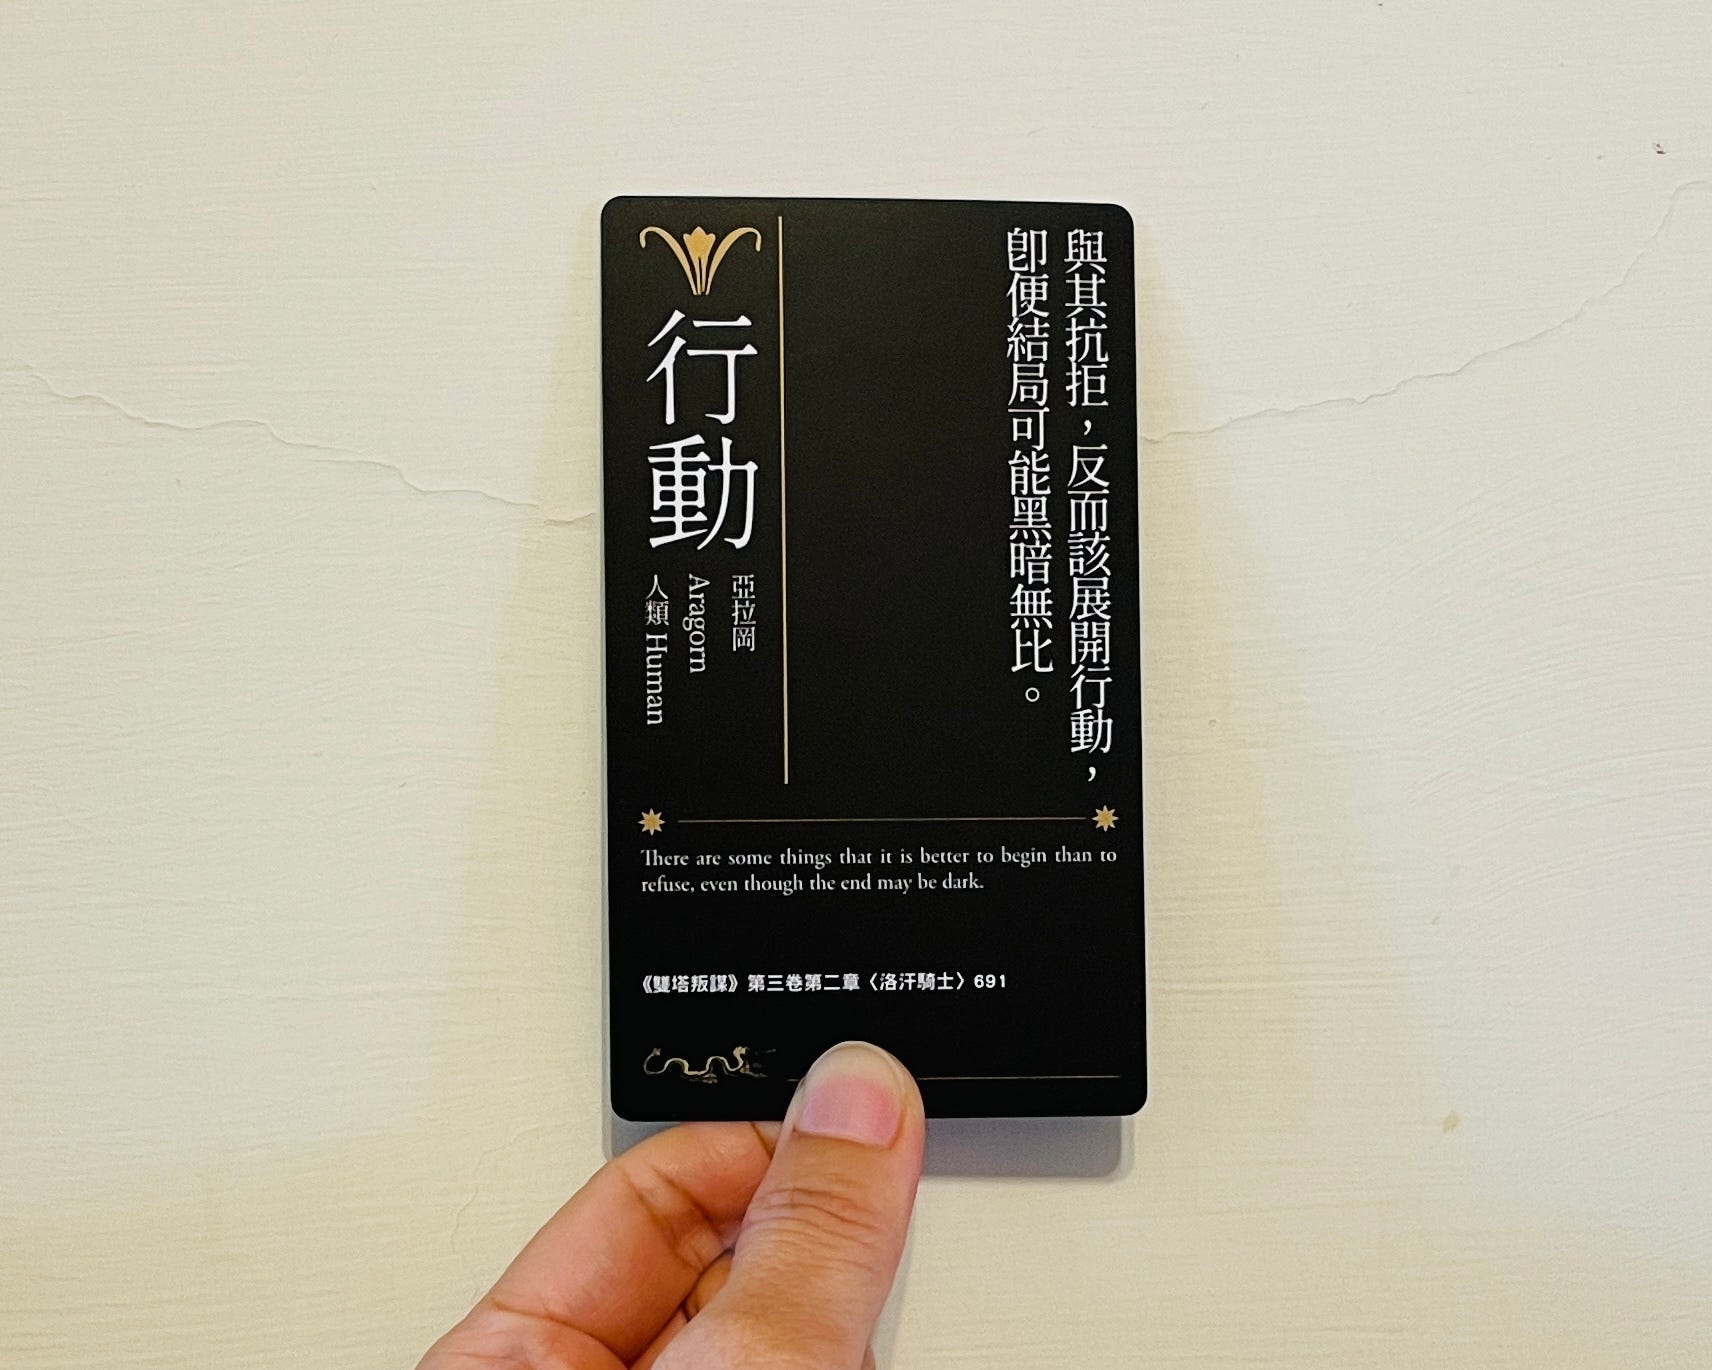 與其抗拒，反而該展開行動，
即便結局可能黑暗無比。
行動
亞拉岡
Aragorn
人類 Human
There are some things that it is better to begin than to
refuse, even though the end may be dark.
《雙塔叛謀》第三卷第二章〈洛汗騎士〉691